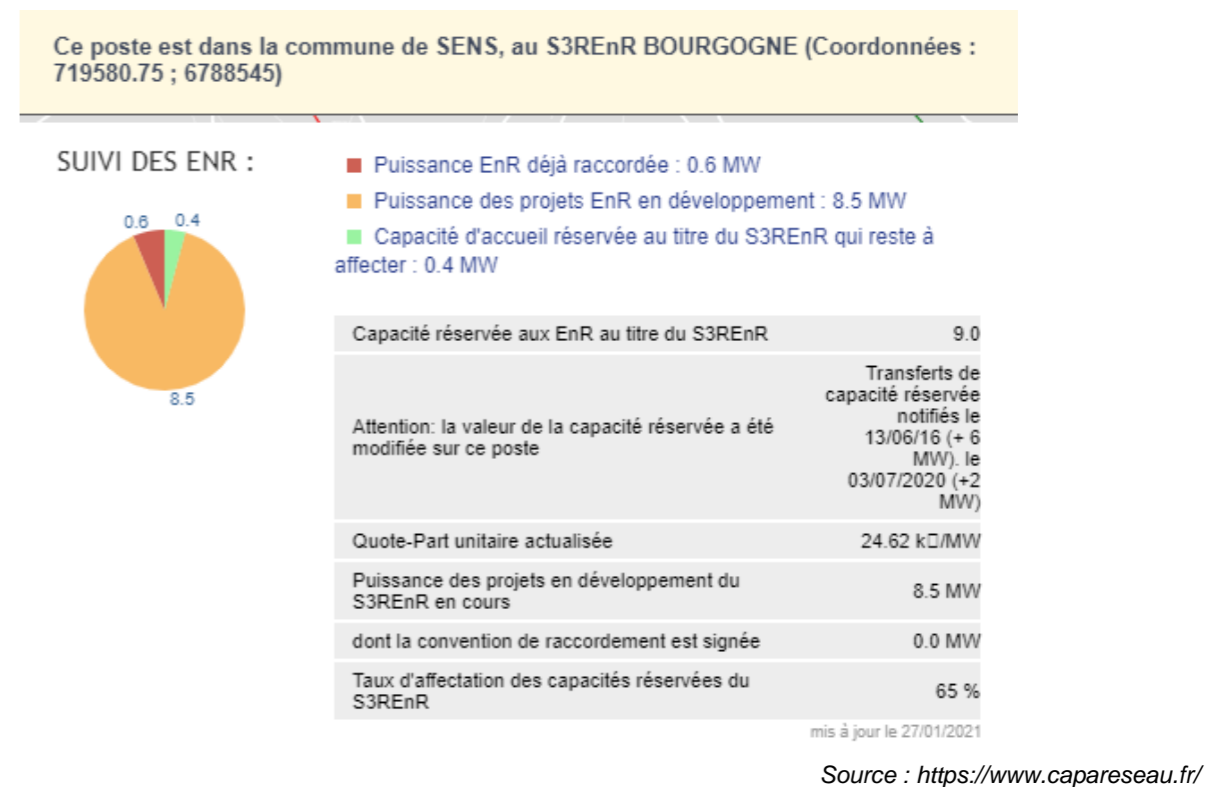 Ce poste est dans la commune de SENS, au S3REnR BOURGOGNE (Coordonnées :
719580.75 ; 6788545)
SUIVI DES ENR :
0.6
0.4
8.5
Puissance EnR déjà raccordée : 0.6 MW
Puissance des projets EnR en développement : 8.5 MW
Capacité d'accueil réservée au titre du S3REnR qui reste à
affecter : 0.4 MW
Capacité réservée aux EnR au titre du S3REnR
9.0
Attention: la valeur de la capacité réservée a été
modifiée sur ce poste
Transferts de
capacité réservée
notifiés le
13/06/16 (+ 6
MW). le
03/07/2020 (+2
MW)
Quote-Part unitaire actualisée
24.62 k□/MW
Puissance des projets en développement du
S3REnR en cours
8.5 MW
dont la convention de raccordement est signée
0.0 MW
Taux d'affectation des capacités réservées du
S3REnR
65 %
mis à jour le 27/01/2021
Source : https://www.capareseau.fr/